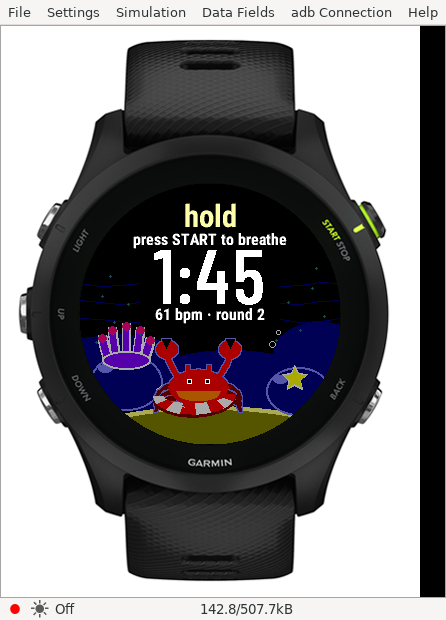 File Settings Simulation Data Fields adb Connection Help
LIGHT
START STOP
hold
press START to breathe
1:45
61 bpm · round 2
UP
DOWN
BACK
GARMIN
Off 142.8/507.7kB